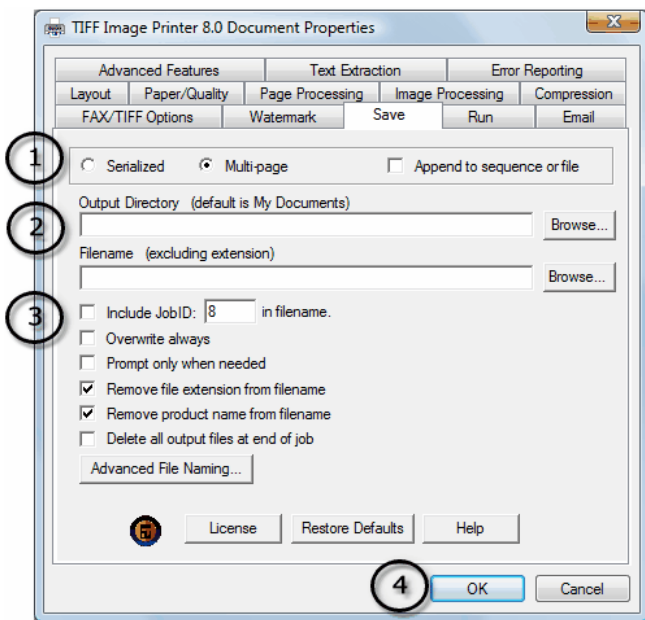 TIFF Image Printer 8.0 Document Properties
Advanced Features Text Extraction Error Reporting
Layout Paper/Quality Page Processing Image Processing Compression
FAX/TIFF Options Watermark Save Run Email
1 Serialized Multi-page Append to sequence or file
Output Directory (default is My Documents)
2 Browse...
Filename (excluding extension)
Browse...
3 Include JobID: 8 in filename.
Overwrite always
Prompt only when needed
Remove file extension from filename
Remove product name from filename
Delete all output files at end of job
Advanced File Naming...
License Restore Defaults Help
4 OK Cancel